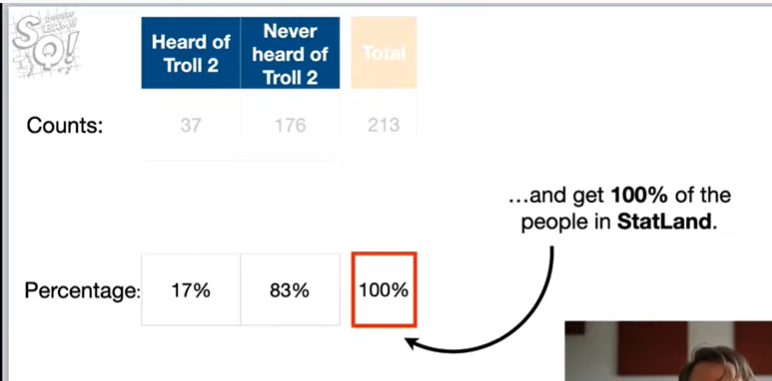 SQ!
Heard of
Troll 2
Never
heard of
Troll 2
Total
Counts:
37
176
213
...and get 100% of the
people in StatLand.
Percentage:
17%
83%
100%